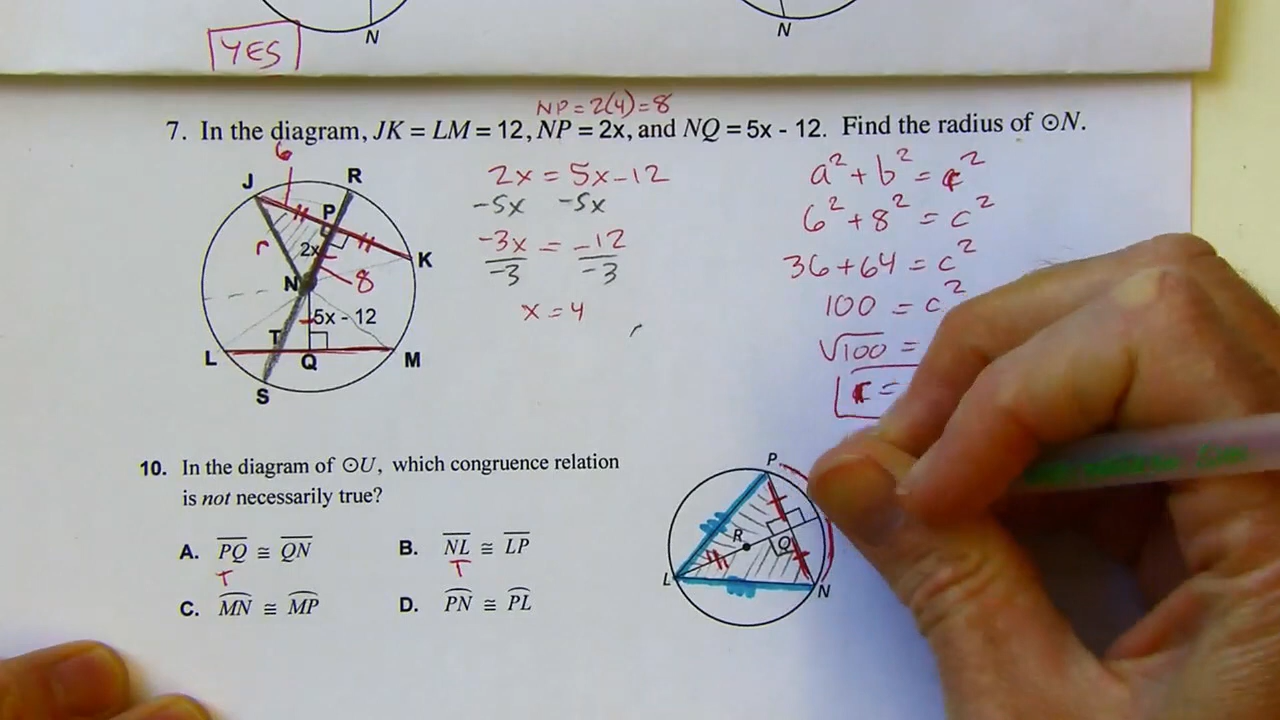 N
N
YES
NP = 2(4) = 8
7. In the diagram, JK = LM = 12, NP = 2x, and NQ = 5x - 12. Find the radius of ⊙N.
6
J
R
P
K
r
2x
N
8
5x - 12
T
L
Q
M
S
2x = 5x - 12
-5x -5x
-3x = -12
-3 -3
x = 4
a² + b² = c²
6² + 8² = c²
36 + 64 = c²
100 = c²
√100 =
r =
10. In the diagram of ⊙U, which congruence relation
is not necessarily true?
A. PQ ≅ QN B. NL ≅ LP
T T
C. MN ≅ MP D. PN ≅ PL
P
R
Q
L
N